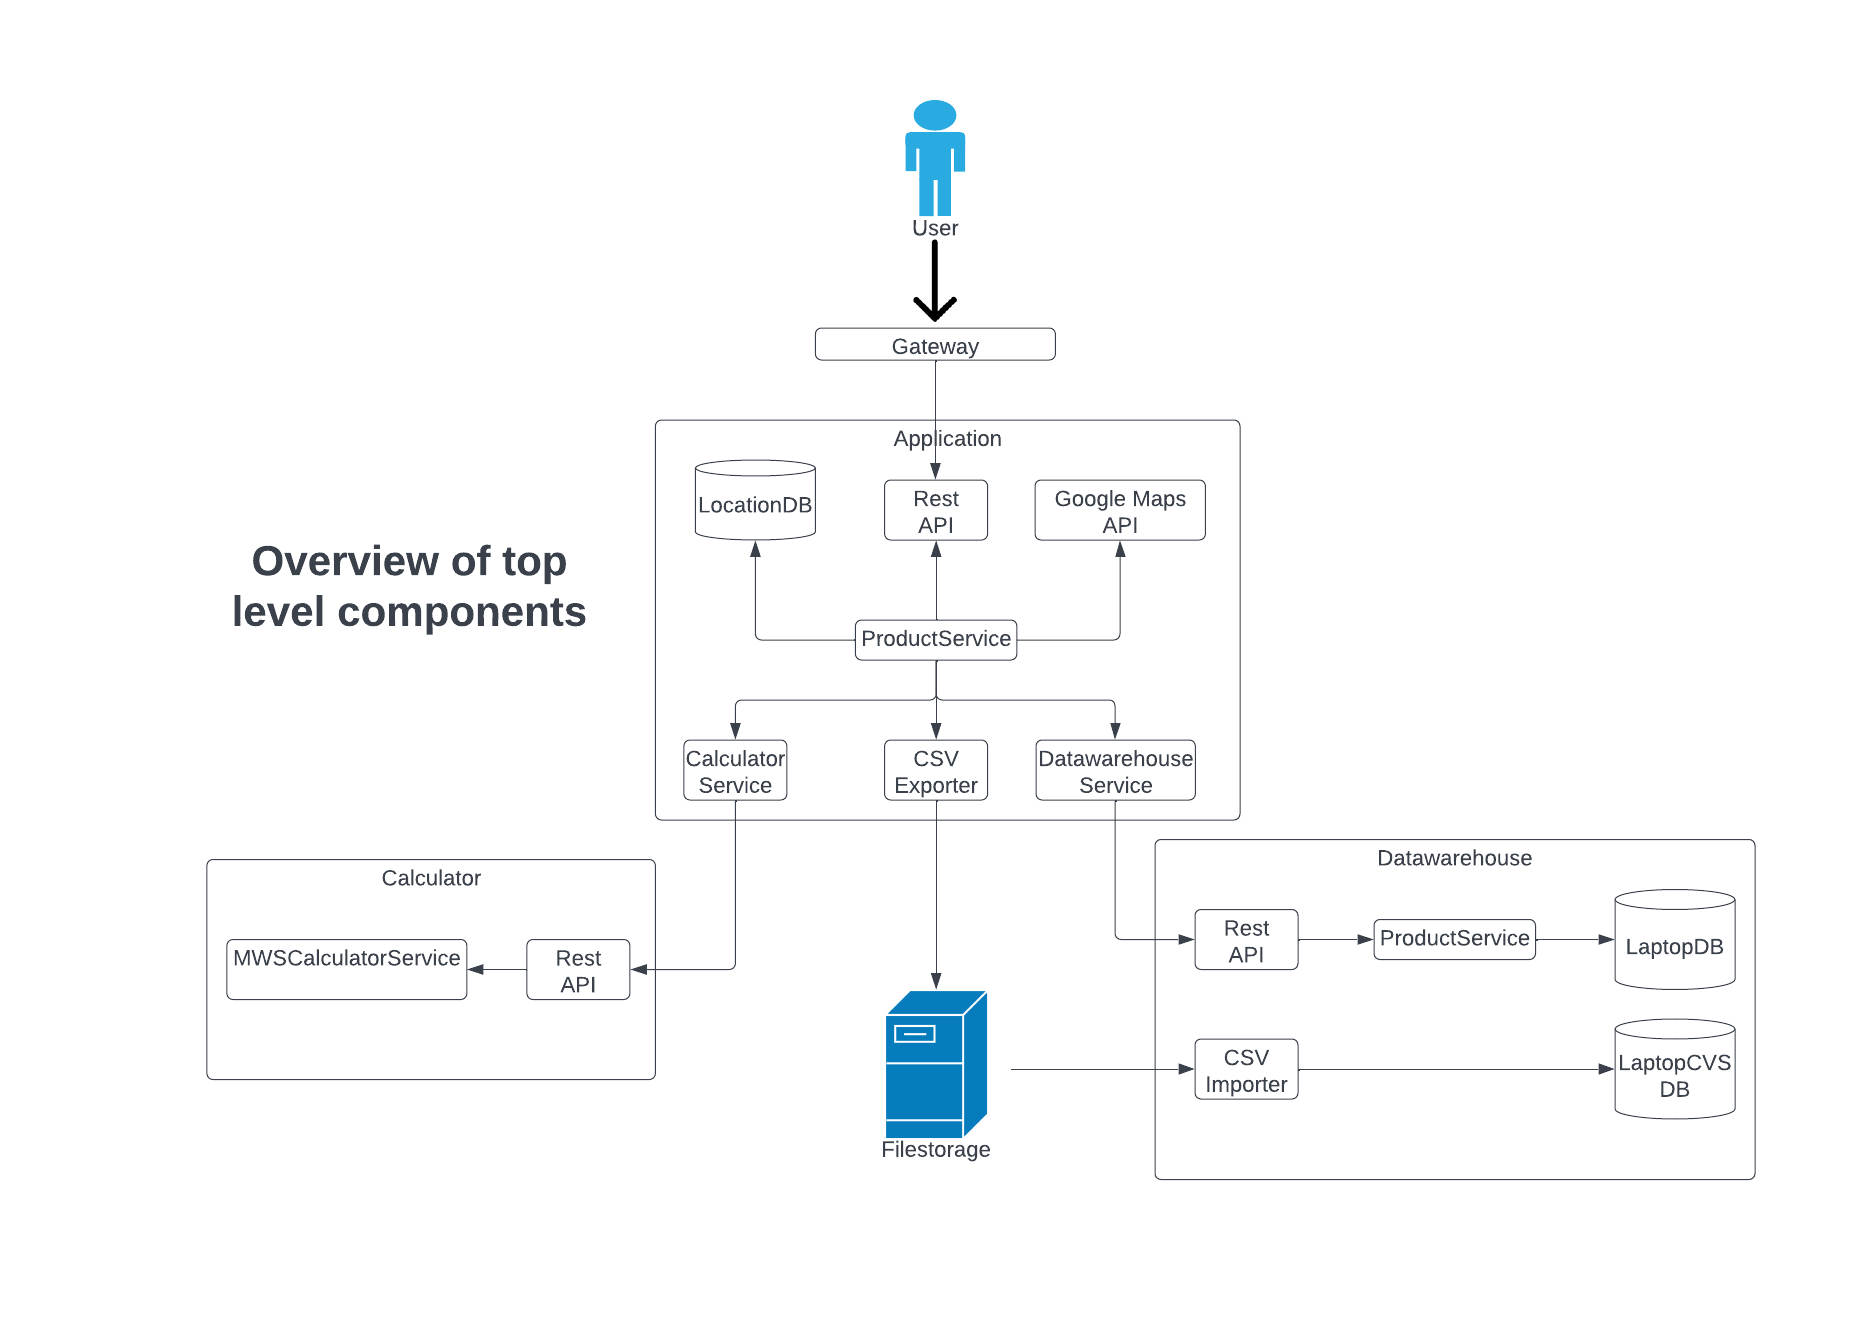 User
Gateway
Application
LocationDB
Rest
API
Google Maps
API
Overview of top
level components
ProductService
Calculator
Service
CSV
Exporter
Datawarehouse
Service
Calculator
MWSCalculatorService
Rest
API
Datawarehouse
Rest
API
ProductService
LaptopDB
CSV
Importer
LaptopCVS
DB
Filestorage